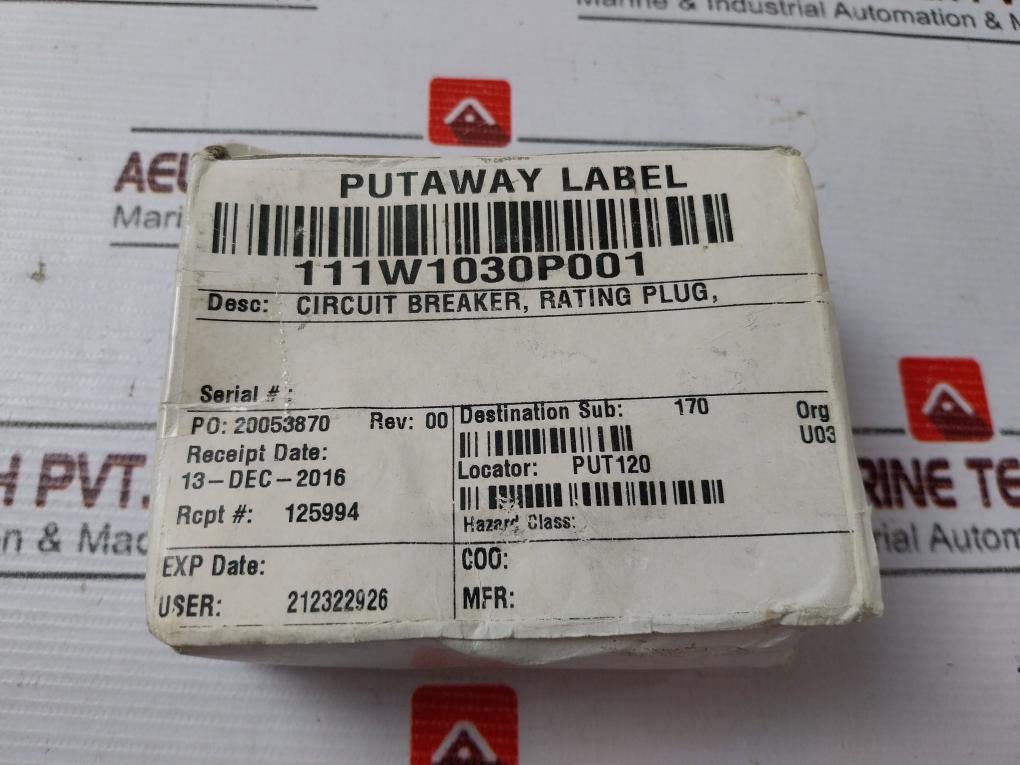 Marine & Industrial Automation &
PUTAWAY LABEL
111W1030P001
Desc: CIRCUIT BREAKER, RATING PLUG,
Serial # :
PO: 20053870 Rev: 00
Receipt Date:
13-DEC-2016
Rcpt #: 125994
EXP Date:
USER: 212322926
Destination Sub: 170 Org
U03
Locator: PUT120
Hazard Class:
COO:
MFR:
AEL
Mari
H PVT.
n & Mac
RINE TE
rial Autom